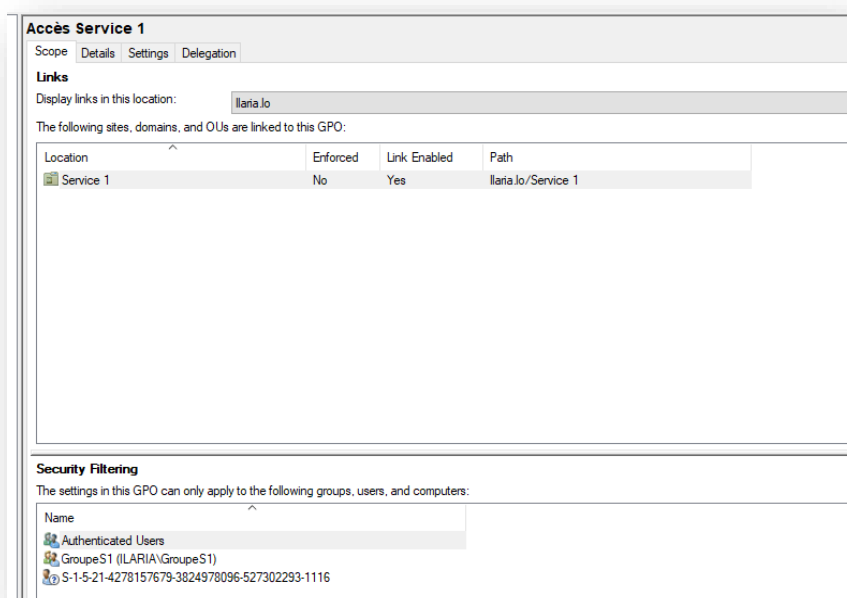 Accès Service 1
Scope Details Settings Delegation
Links
Display links in this location: Ilaria.lo
The following sites, domains, and OUs are linked to this GPO:
Location Enforced Link Enabled Path
Service 1 No Yes Ilaria.lo/Service 1
Security Filtering
The settings in this GPO can only apply to the following groups, users, and computers:
Name
Authenticated Users
GroupeS1 (ILARIA\GroupeS1)
S-1-5-21-4278157679-3824978096-527302293-1116